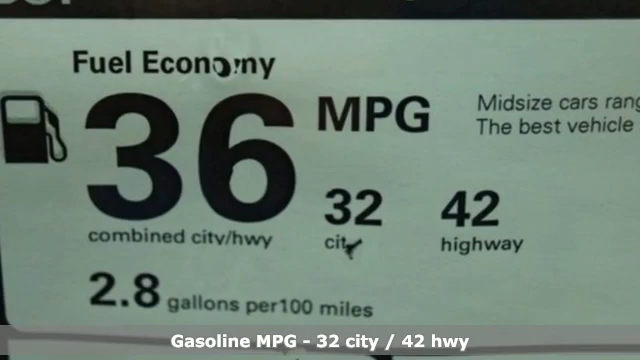 Fuel Economy
36 MPG
Midsize cars rang
The best vehicle
32 42
combined city/hwy city highway
2.8 gallons per100 miles
Gasoline MPG - 32 city / 42 hwy